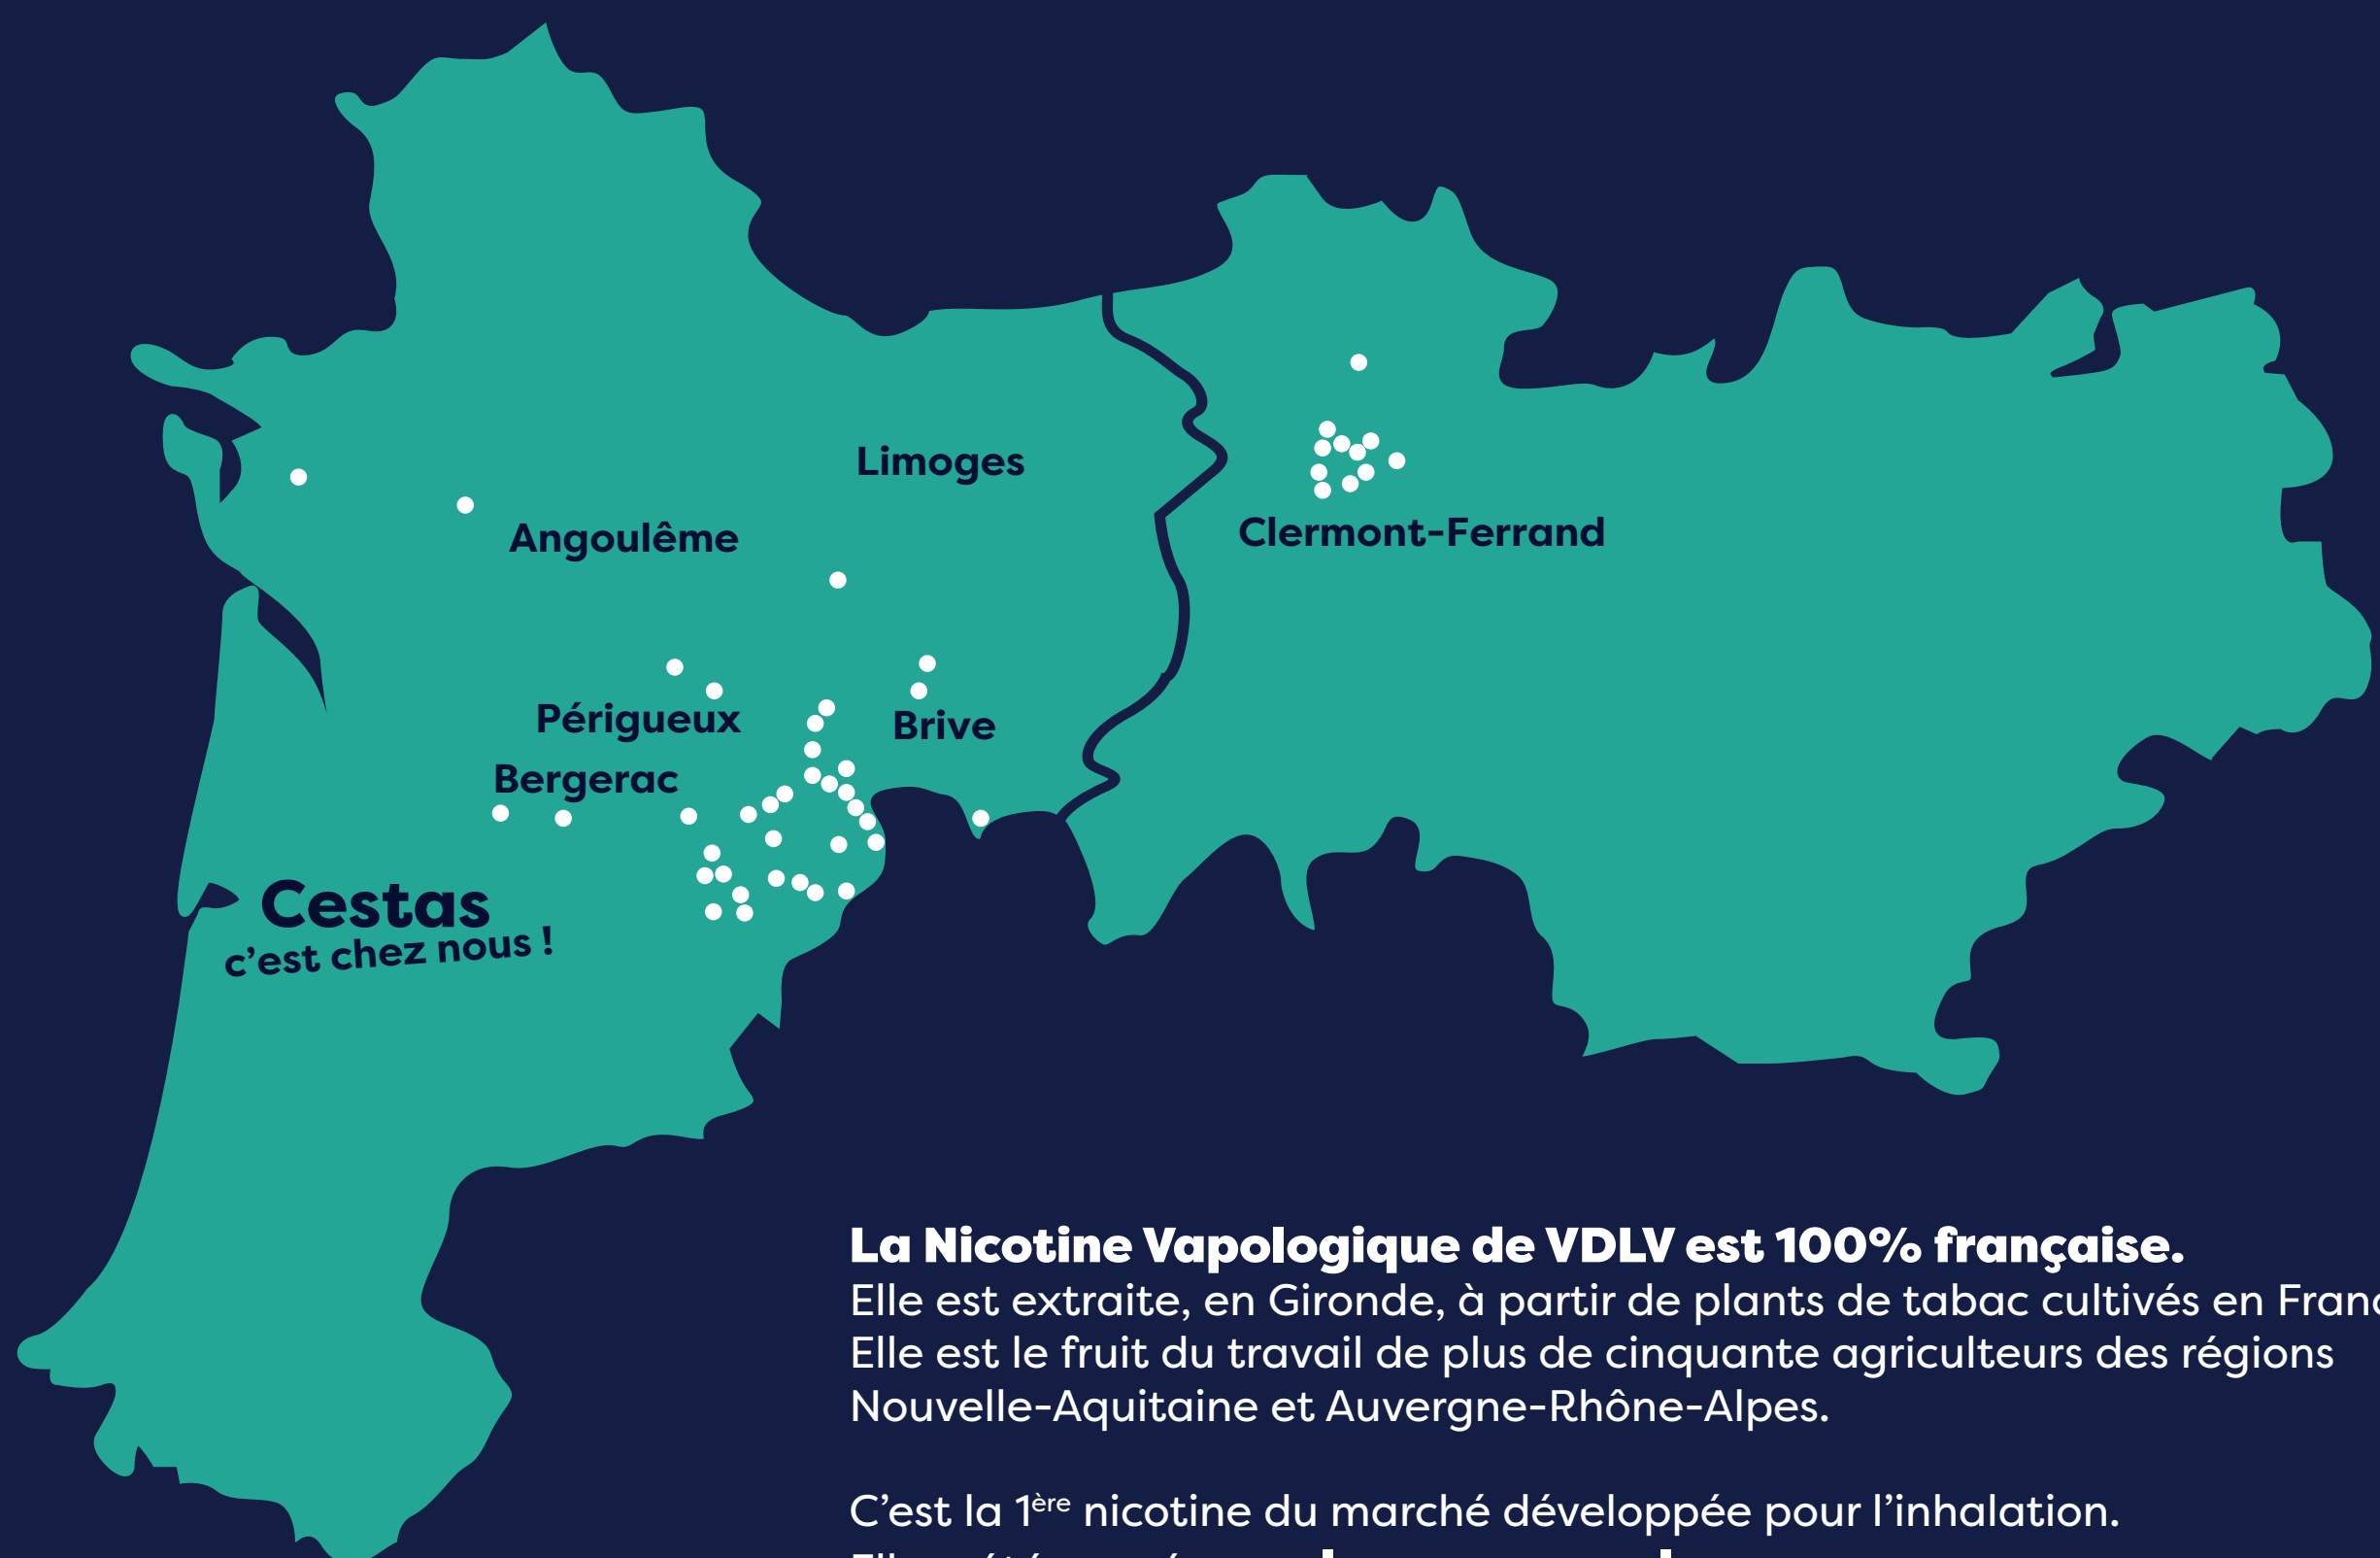 Limoges
Angoulême
Clermont-Ferrand
Périgueux
Brive
Bergerac
Cestas
c’est chez nous !
La Nicotine Vapologique de VDLV est 100% française.
Elle est extraite, en Gironde, à partir de plants de tabac cultivés en
Elle est le fruit du travail de plus de cinquante agriculteurs des régions
Nouvelle-Aquitaine et Auvergne-Rhône-Alpes.
C’est la 1ère nicotine du marché développée pour l’inhalation.